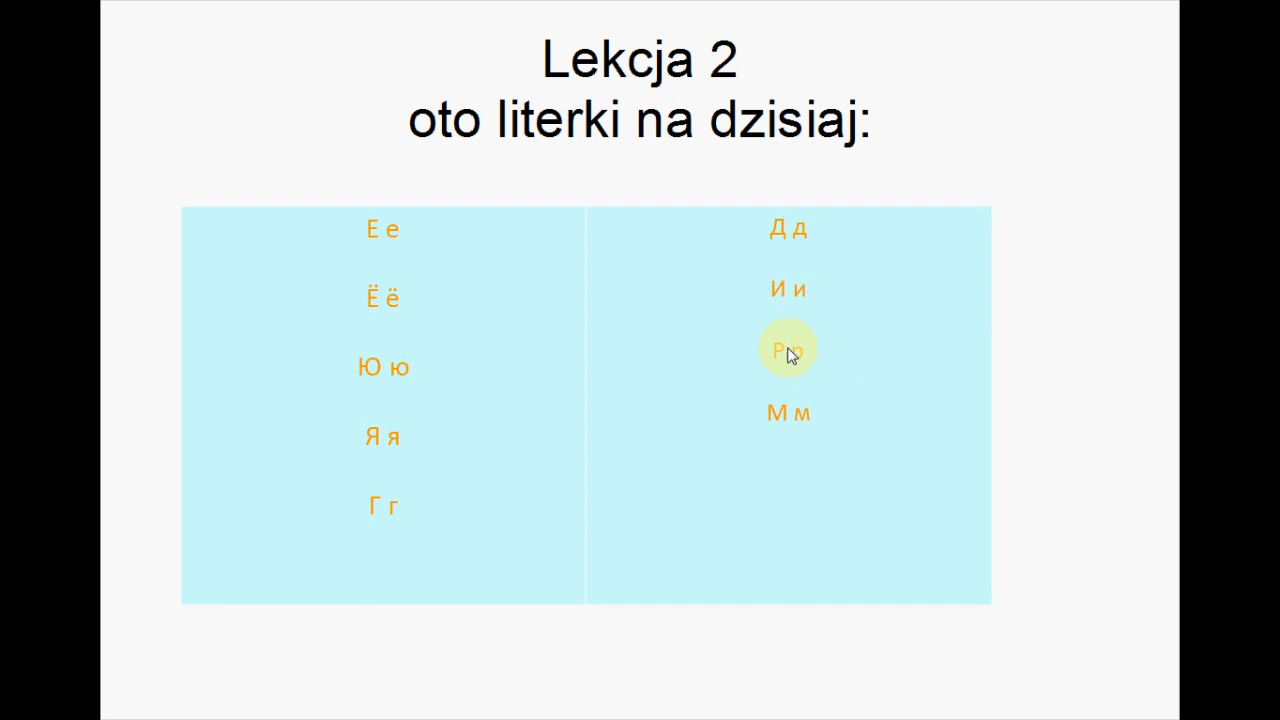 Lekcja 2
oto literki na dzisiaj:
Е е
Ё ё
Ю ю
Я я
Г г
Д д
И и
Р р
М м